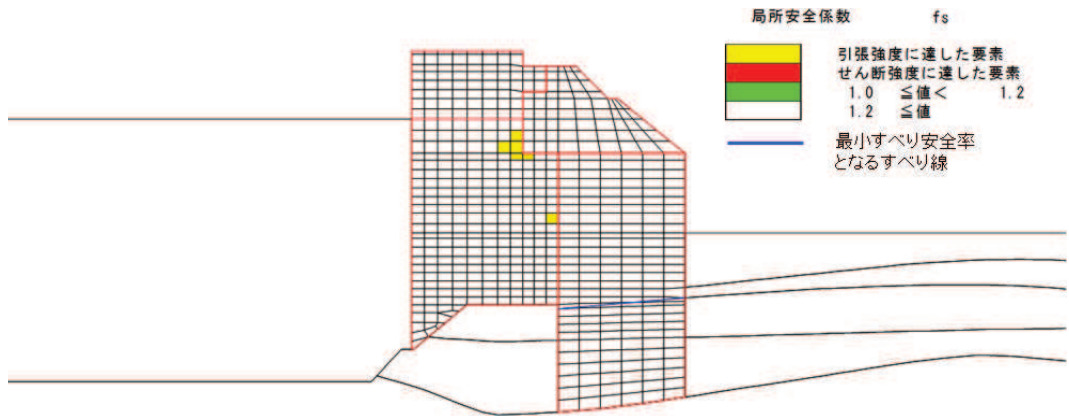 局所安全係数 fs
引張強度に達した要素
せん断強度に達した要素
1.0 ≦値< 1.2
1.2 ≦値
最小すべり安全率
となるすべり線